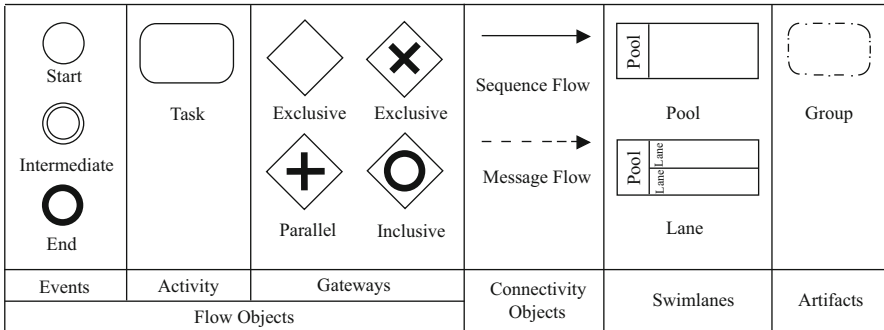 Start
Intermediate
End
Task
Exclusive
Exclusive
Parallel
Inclusive
Sequence Flow
Message Flow
Pool
Pool
Pool
Lane
Lane
Lane
Group
Events
Activity
Gateways
Flow Objects
Connectivity
Objects
Swimlanes
Artifacts